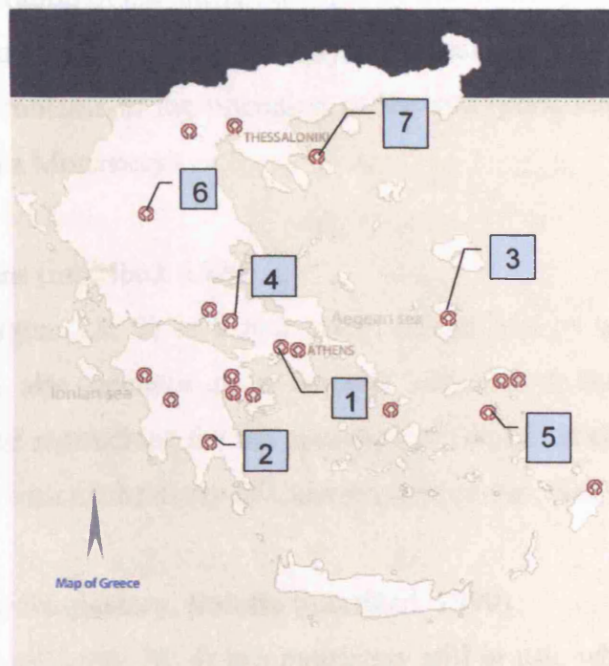 THESSALONIKI
7
6
3
4
Aegean sea
ATHENS
Ionian sea
1
5
2
Map of Greece